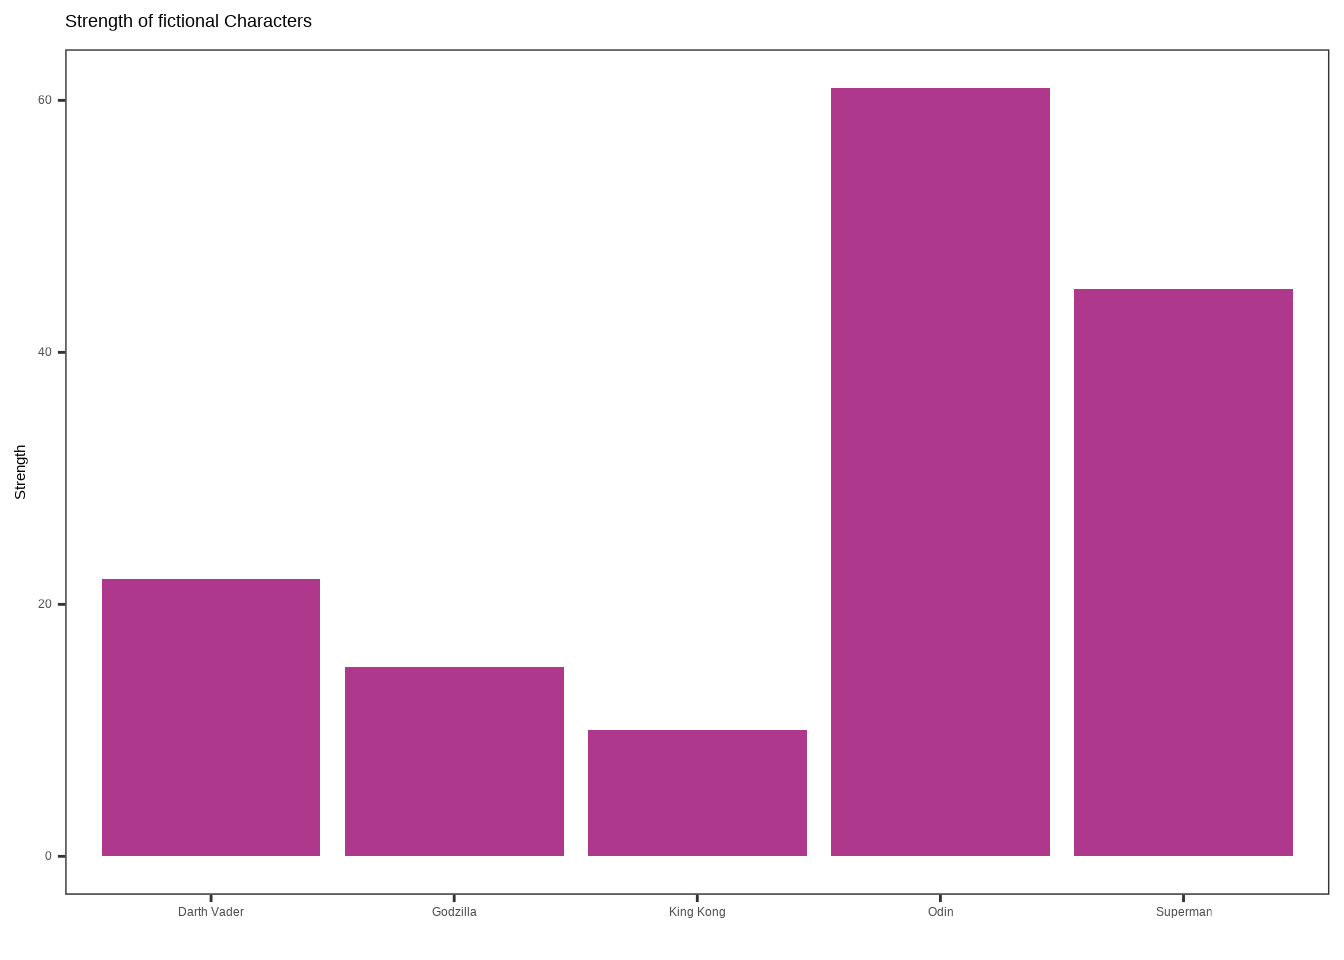 Strength of fictional Characters
Strength
60
40
20
0
Darth Vader Godzilla King Kong Odin Superman